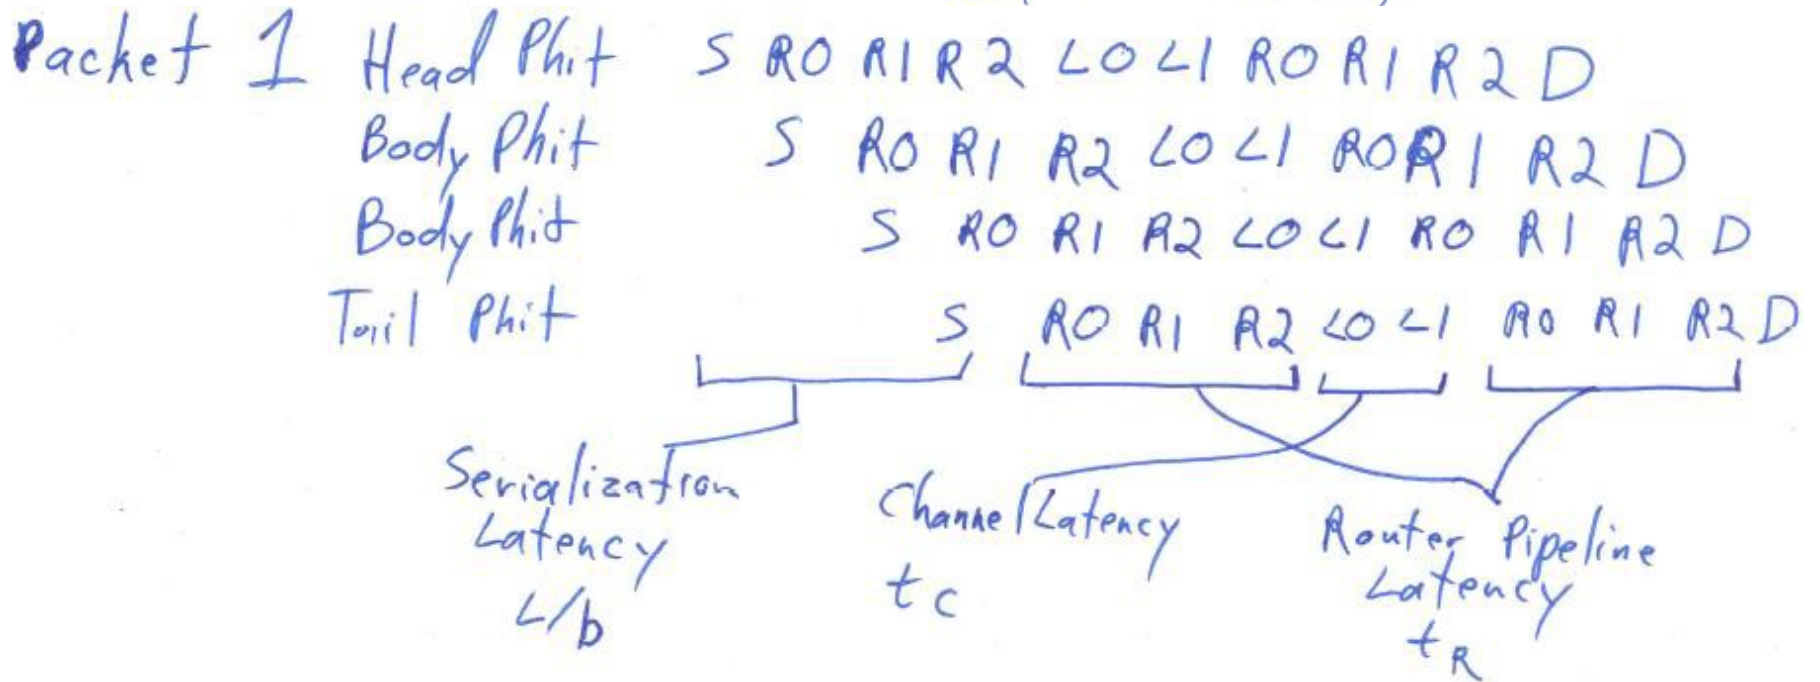 Packet 1 Head Phit S R0 R1 R2 L0 L1 R0 R1 R2 D
Body Phit S R0 R1 R2 L0 L1 R0 R1 R2 D
Body Phit S R0 R1 R2 L0 L1 R0 R1 R2 D
Tail Phit S R0 R1 R2 L0 L1 R0 R1 R2 D
Serialization
Latency
L/b
Channel Latency
tc
Router Pipeline
Latency
tR